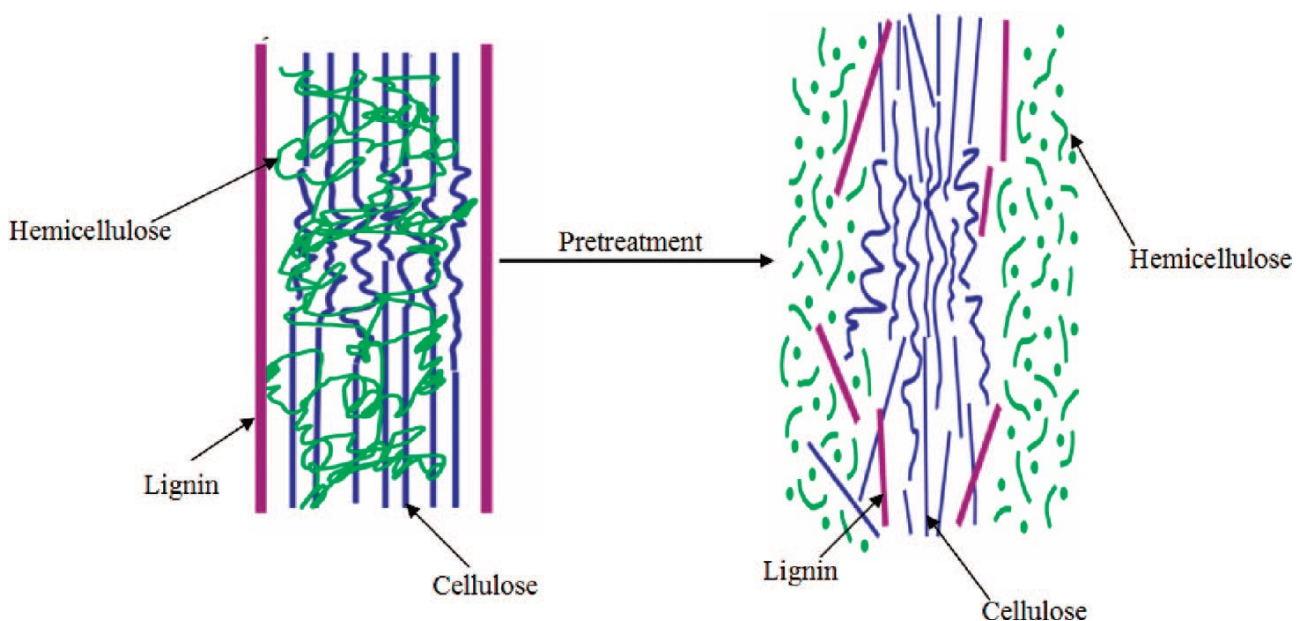 Hemicellulose
Lignin
Cellulose
Pretreatment
Hemicellulose
Lignin
Cellulose